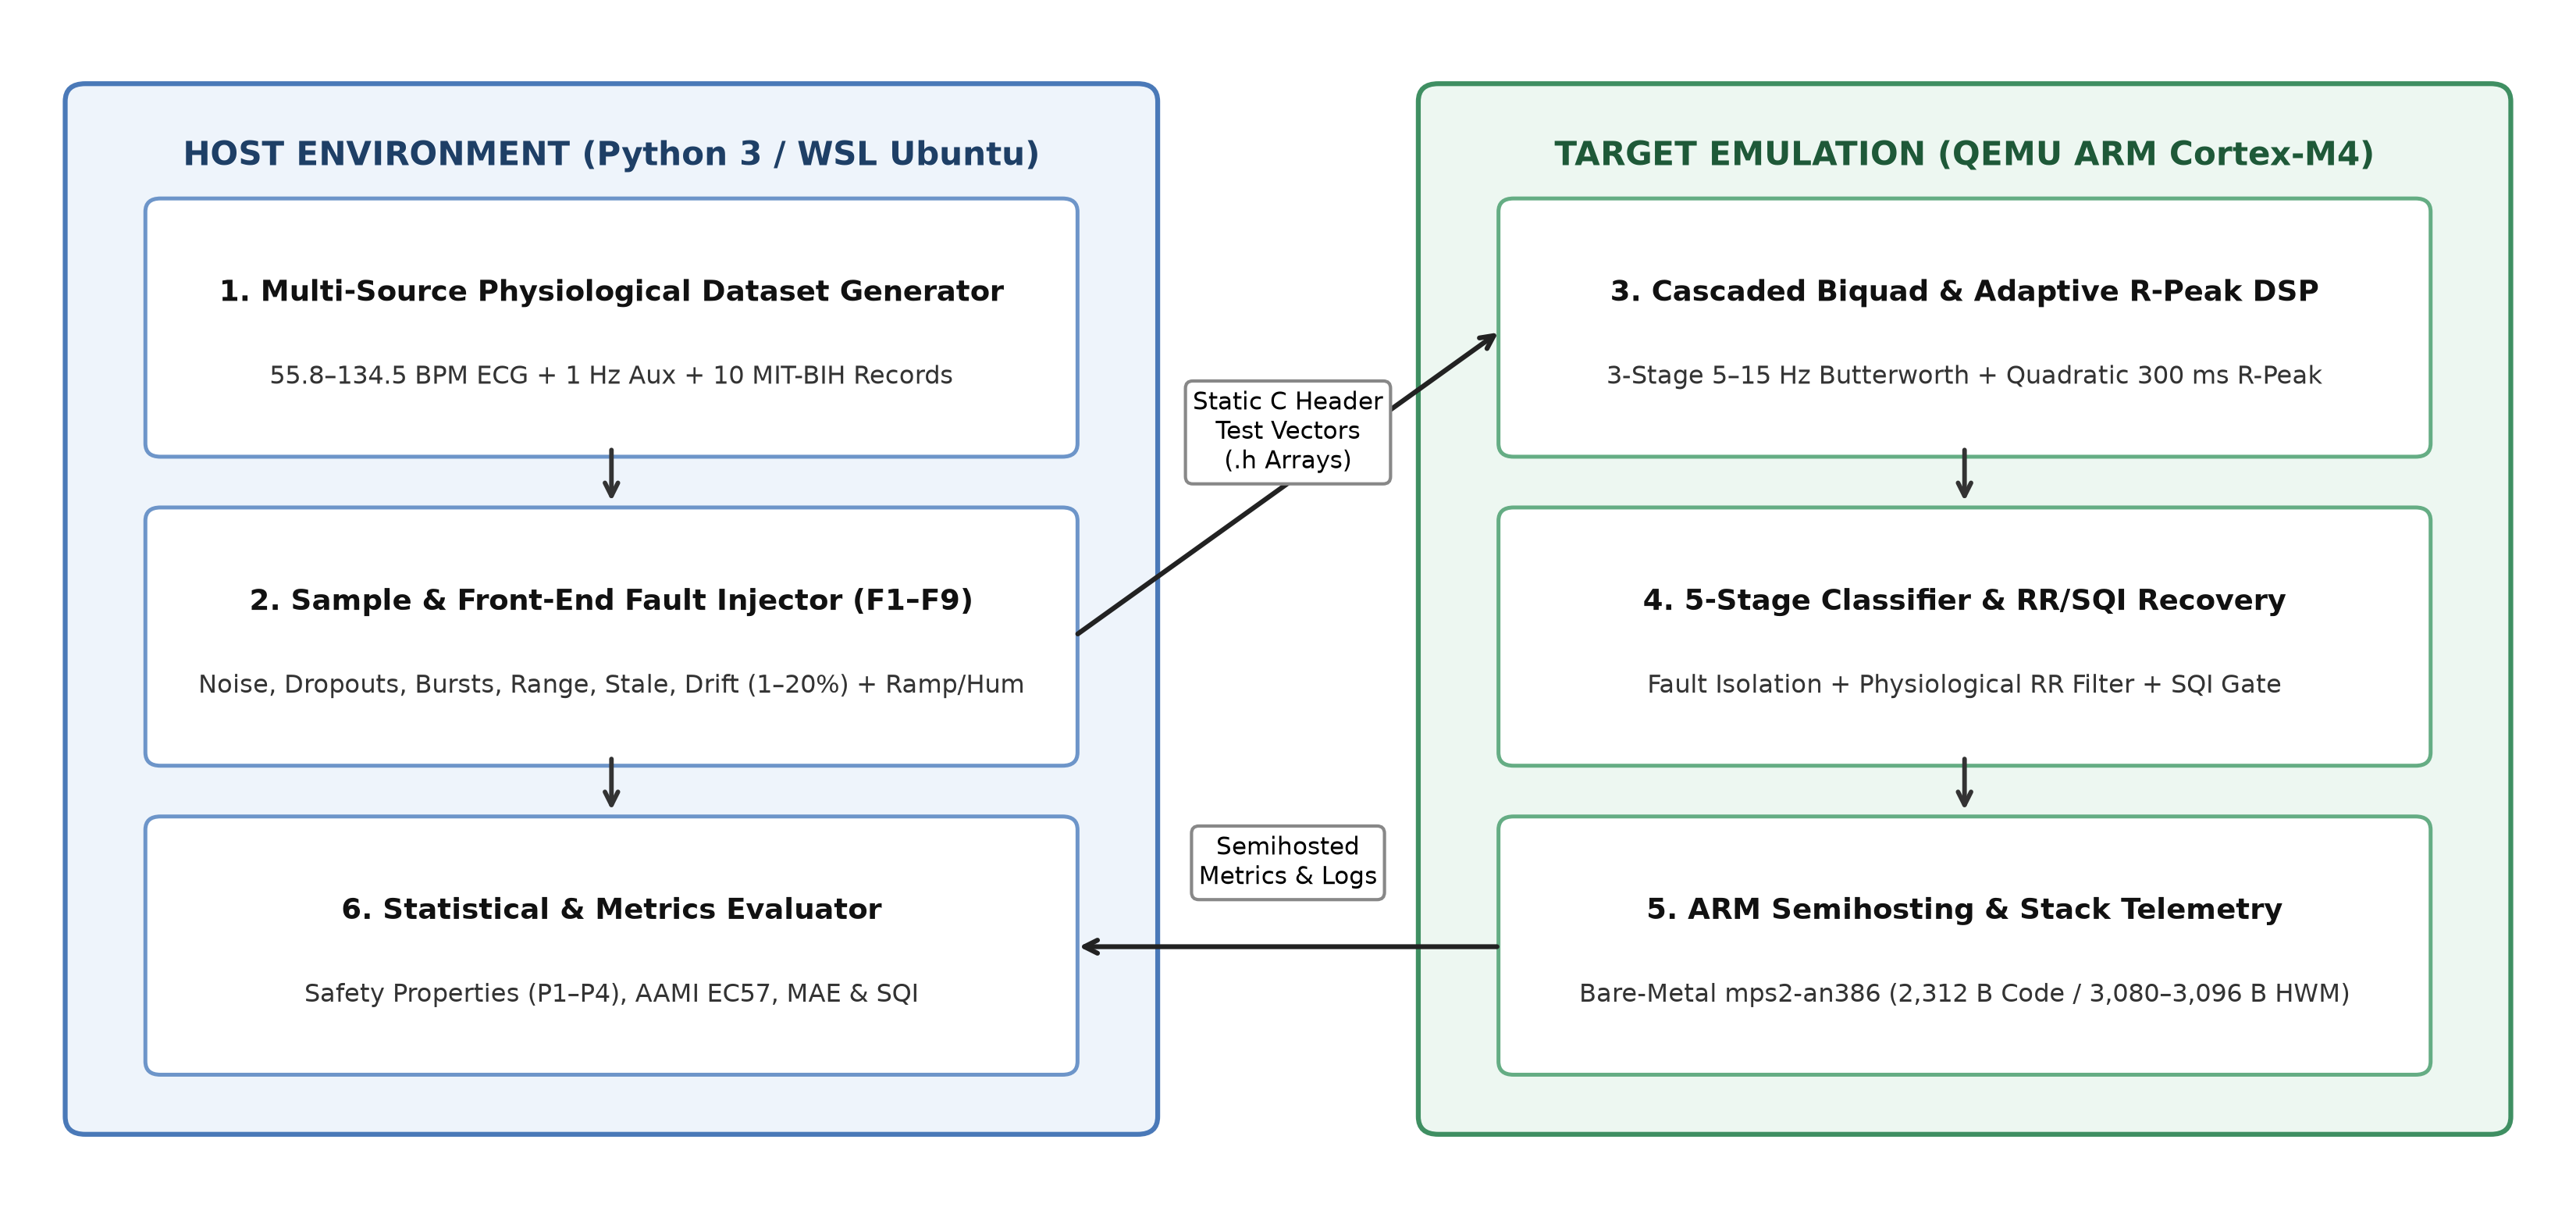 HOST ENVIRONMENT (Python 3 / WSL Ubuntu)
1. Multi-Source Physiological Dataset Generator
55.8–134.5 BPM ECG + 1 Hz Aux + 10 MIT-BIH Records
2. Sample & Front-End Fault Injector (F1–F9)
Noise, Dropouts, Bursts, Range, Stale, Drift (1–20%) + Ramp/Hum
6. Statistical & Metrics Evaluator
Safety Properties (P1–P4), AAMI EC57, MAE & SQI
Static C Header
Test Vectors
(.h Arrays)
Semihosted
Metrics & Logs
TARGET EMULATION (QEMU ARM Cortex-M4)
3. Cascaded Biquad & Adaptive R-Peak DSP
3-Stage 5–15 Hz Butterworth + Quadratic 300 ms R-Peak
4. 5-Stage Classifier & RR/SQI Recovery
Fault Isolation + Physiological RR Filter + SQI Gate
5. ARM Semihosting & Stack Telemetry
Bare-Metal mps2-an386 (2,312 B Code / 3,080–3,096 B HWM)